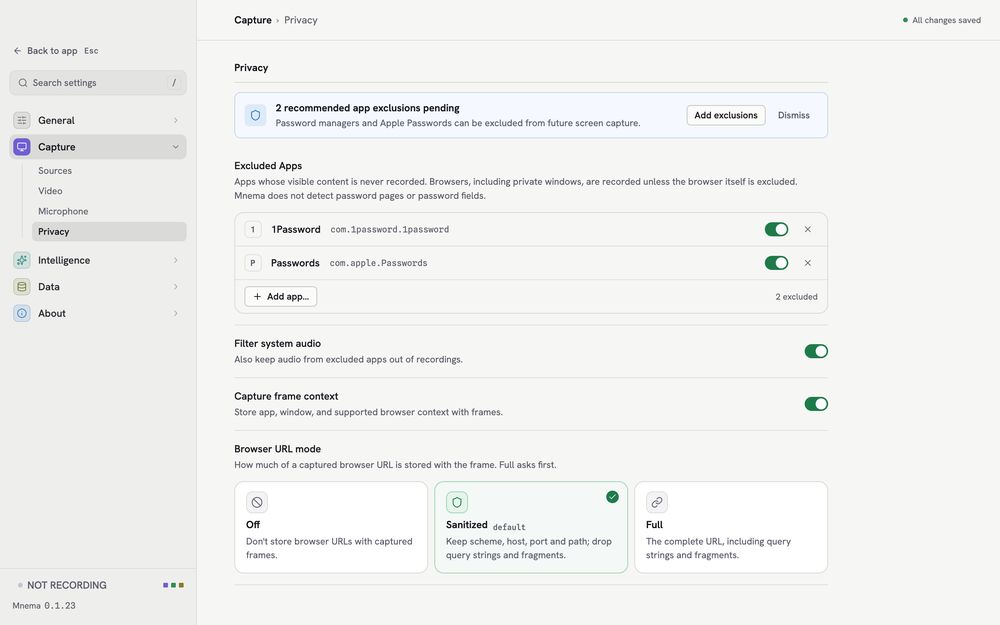 Back to app Esc
Search settings /
General
Capture
Sources
Video
Microphone
Privacy
Intelligence
Data
About
NOT RECORDING
Mnema 0.1.23
Capture › Privacy
All changes saved
Privacy
2 recommended app exclusions pending
Password managers and Apple Passwords can be excluded from future screen capture.
Add exclusions
Dismiss
Excluded Apps
Apps whose visible content is never recorded. Browsers, including private windows, are recorded unless the browser itself is excluded.
Mnema does not detect password pages or password fields.
1 1Password com.1password.1password
P Passwords com.apple.Passwords
Add app...
2 excluded
Filter system audio
Also keep audio from excluded apps out of recordings.
Capture frame context
Store app, window, and supported browser context with frames.
Browser URL mode
How much of a captured browser URL is stored with the frame. Full asks first.
Off
Don't store browser URLs with captured
frames.
Sanitized default
Keep scheme, host, port and path; drop
query strings and fragments.
Full
The complete URL, including query
strings and fragments.